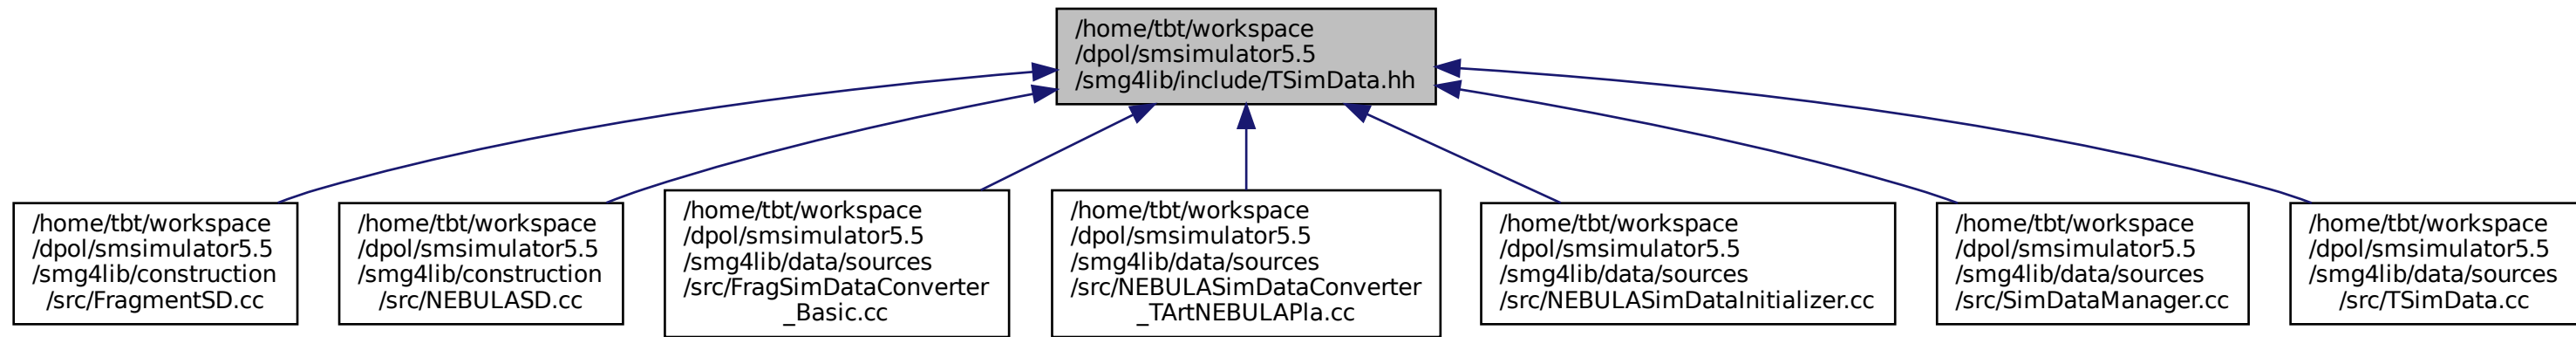 /home/tbt/workspace
/dpol/smsimulator5.5
/smg4lib/include/TSimData.hh
/home/tbt/workspace
/dpol/smsimulator5.5
/smg4lib/construction
/src/FragmentSD.cc
/home/tbt/workspace
/dpol/smsimulator5.5
/smg4lib/construction
/src/NEBULASD.cc
/home/tbt/workspace
/dpol/smsimulator5.5
/smg4lib/data/sources
/src/FragSimDataConverter
_Basic.cc
/home/tbt/workspace
/dpol/smsimulator5.5
/smg4lib/data/sources
/src/NEBULASimDataConverter
_TArtNEBULAPla.cc
/home/tbt/workspace
/dpol/smsimulator5.5
/smg4lib/data/sources
/src/NEBULASimDataInitializer.cc
/home/tbt/workspace
/dpol/smsimulator5.5
/smg4lib/data/sources
/src/SimDataManager.cc
/home/tbt/workspace
/dpol/smsimulator5.5
/smg4lib/data/sources
/src/TSimData.cc